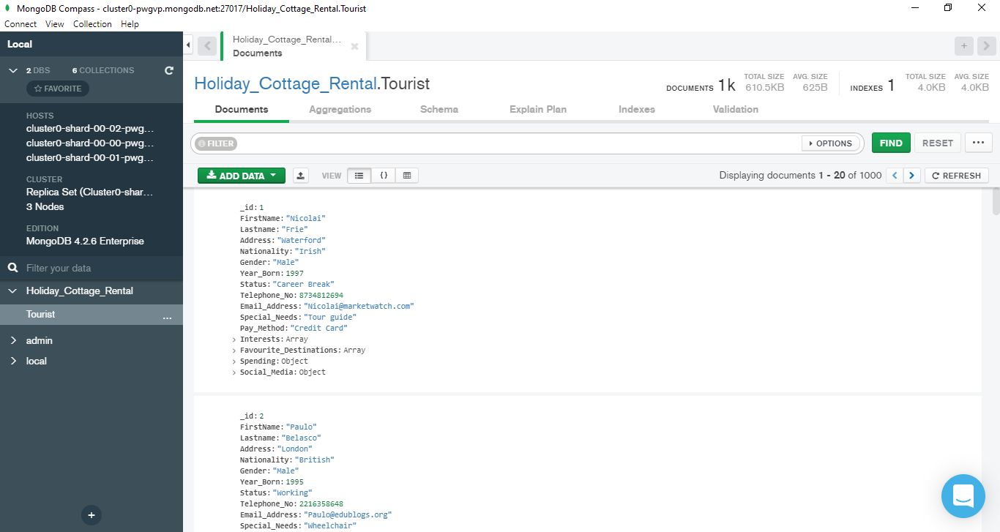 MongoDB Compass - cluster0-pwgvp.mongodb.net:27017/Holiday_Cottage_Rental.Tourist
Connect View Collection Help
Local
2 DBS 6 COLLECTIONS
FAVORITE
HOSTS
cluster0-shard-00-02-pwg...
cluster0-shard-00-00-pwg...
cluster0-shard-00-01-pwg...
CLUSTER
Replica Set (Cluster0-shar...
3 Nodes
EDITION
MongoDB 4.2.6 Enterprise
Filter your data
Holiday_Cottage_Rental
Tourist ...
admin
local
+
Holiday_Cottage_Rental...
Documents
Holiday_Cottage_Rental.Tourist
DOCUMENTS 1k TOTAL SIZE 610.5KB AVG. SIZE 625B INDEXES 1 TOTAL SIZE 4.0KB AVG. SIZE 4.0KB
Documents Aggregations Schema Explain Plan Indexes Validation
FILTER OPTIONS FIND RESET ...
ADD DATA VIEW {} Displaying documents 1 - 20 of 1000 < > REFRESH
_id: 1
FirstName: "Nicolai"
Lastname: "Frie"
Address: "Waterford"
Nationality: "Irish"
Gender: "Male"
Year_Born: 1997
Status: "Career Break"
Telephone_No: 8734812694
Email_Address: "Nicolai@marketwatch.com"
Special_Needs: "Tour guide"
Pay_Method: "Credit Card"
> Interests: Array
> Favourite_Destinations: Array
> Spending: Object
> Social_Media: Object
_id: 2
FirstName: "Paulo"
Lastname: "Belasco"
Address: "London"
Nationality: "British"
Gender: "Male"
Year_Born: 1995
Status: "Working"
Telephone_No: 2216358648
Email_Address: "Paulo@edublogs.org"
Special_Needs: "Wheelchair"